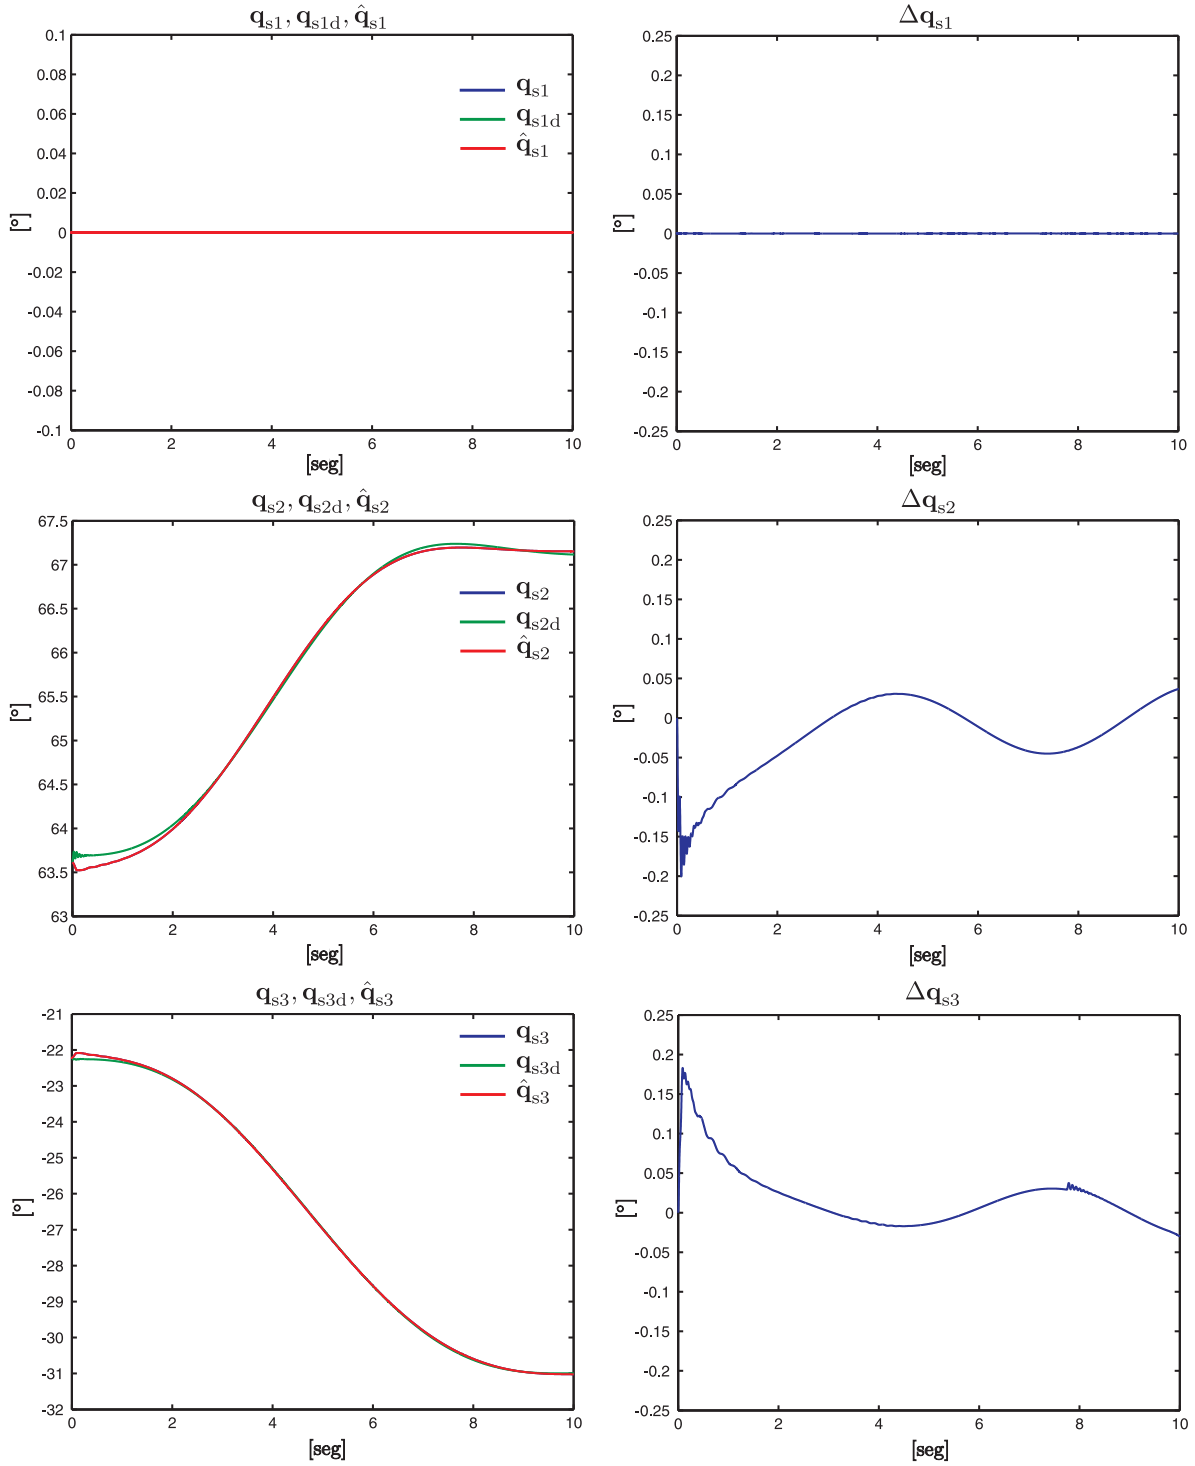 q_s1, q_s1d, q̂_s1
0.1
0.08
0.06
0.04
0.02
0
-0.02
-0.04
-0.06
-0.08
-0.1
[°]
q_s1
q_s1d
q̂_s1
0 2 4 6 8 10
[seg]
Δq_s1
0.25
0.2
0.15
0.1
0.05
0
-0.05
-0.1
-0.15
-0.2
-0.25
[°]
0 2 4 6 8 10
[seg]
q_s2, q_s2d, q̂_s2
67.5
67
66.5
66
65.5
65
64.5
64
63.5
63
[°]
q_s2
q_s2d
q̂_s2
0 2 4 6 8 10
[seg]
Δq_s2
0.25
0.2
0.15
0.1
0.05
0
-0.05
-0.1
-0.15
-0.2
-0.25
[°]
0 2 4 6 8 10
[seg]
q_s3, q_s3d, q̂_s3
-21
-22
-23
-24
-25
-26
-27
-28
-29
-30
-31
-32
[°]
q_s3
q_s3d
q̂_s3
0 2 4 6 8 10
[seg]
Δq_s3
0.25
0.2
0.15
0.1
0.05
0
-0.05
-0.1
-0.15
-0.2
-0.25
[°]
0 2 4 6 8 10
[seg]